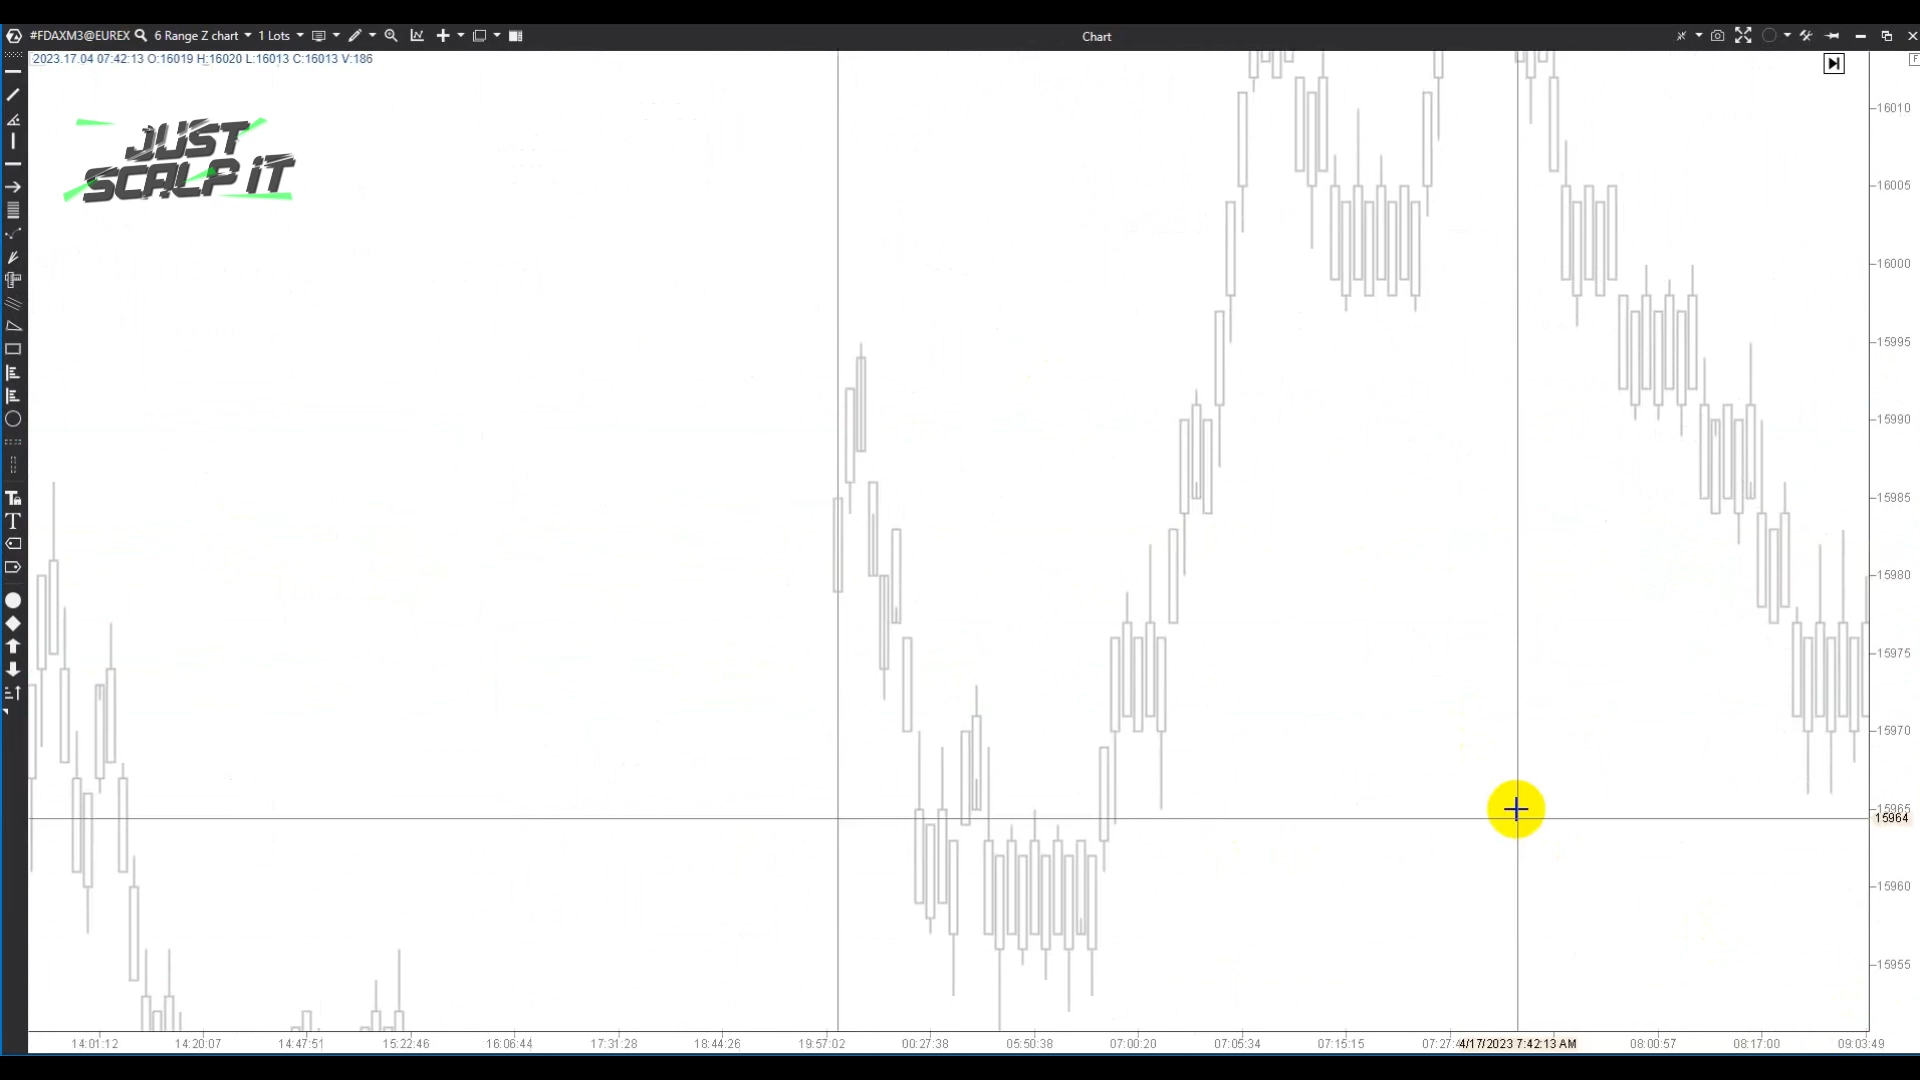 #FDAXM3@EUREX 6 Range Z chart 1 Lots Chart
2023.17.04 07:42:13 O:16019 H:16020 L:16013 C:16013 V:186 F
JUST
SCALP IT
16010
16005
16000
15995
15990
15985
15980
15975
15970
15965
15964
15960
15955
14:01:12 14:20:07 14:47:51 15:22:46 16:06:44 17:31:28 18:44:26 19:57:02 00:27:38 05:50:38 07:00:20 07:05:34 07:15:15 07:27:4 4/17/2023 7:42:13 AM 08:00:57 08:17:00 09:03:49